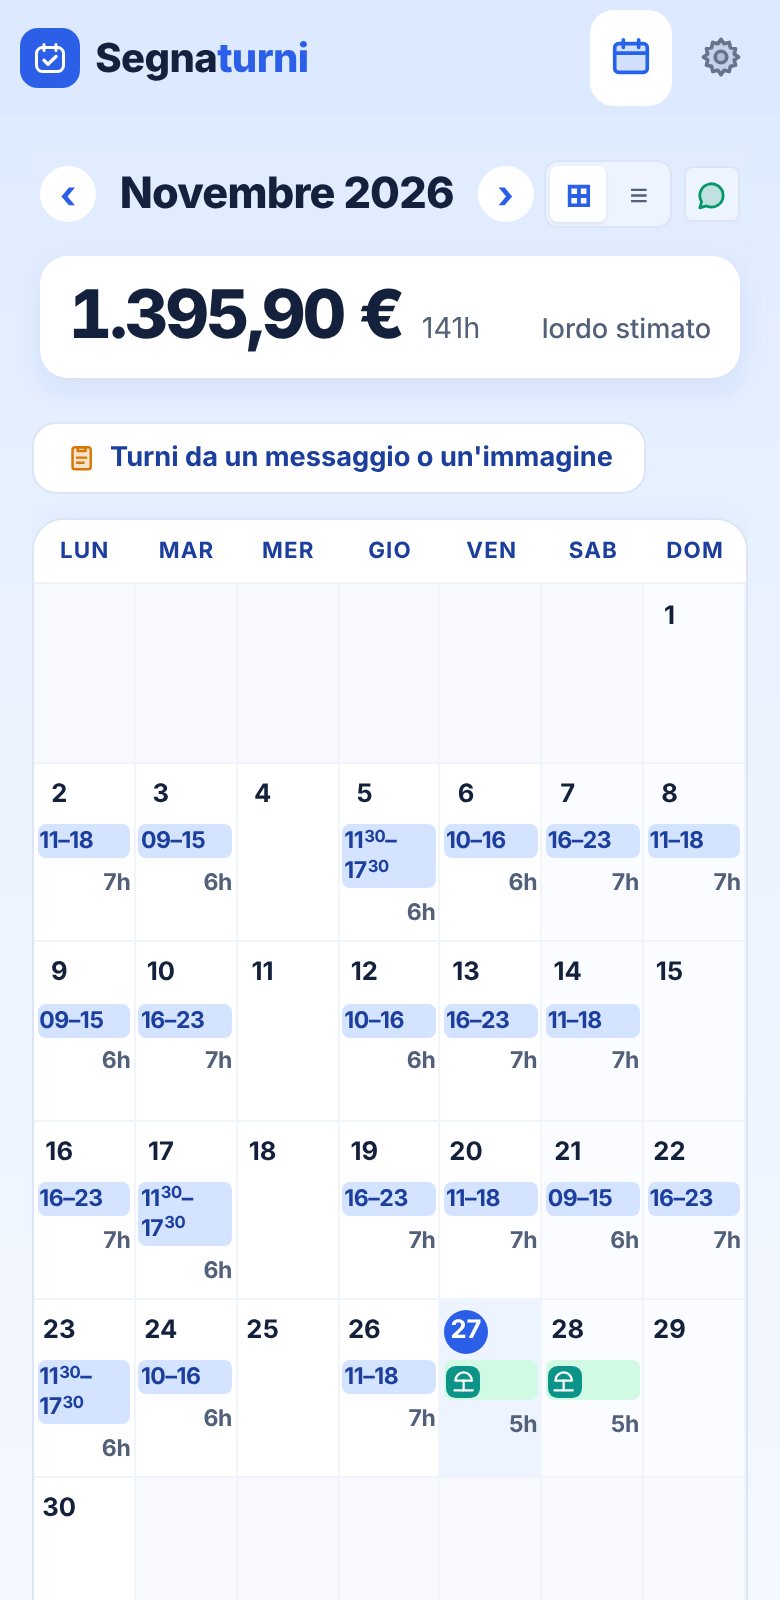 Segnaturni
Novembre 2026
1.395,90 € 141h lordo stimato
Turni da un messaggio o un'immagine
LUN MAR MER GIO VEN SAB DOM
1
2 3 4 5 6 7 8
11–18 09–15 11³⁰–17³⁰ 10–16 16–23 11–18
7h 6h 6h 6h 7h 7h
9 10 11 12 13 14 15
09–15 16–23 10–16 16–23 11–18
6h 7h 6h 7h 7h
16 17 18 19 20 21 22
16–23 11³⁰–17³⁰ 16–23 11–18 09–15 16–23
7h 6h 7h 7h 6h 7h
23 24 25 26 27 28 29
11³⁰–17³⁰ 10–16 11–18
6h 6h 7h 5h 5h
30